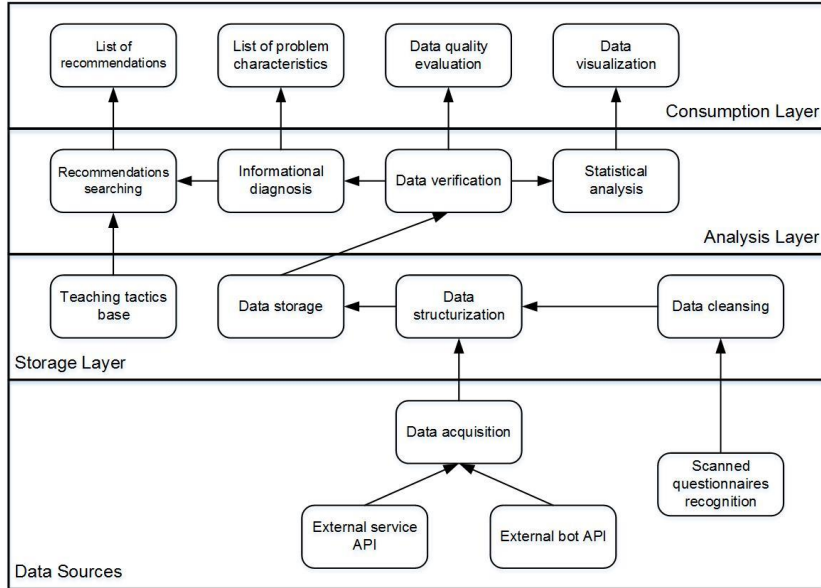 List of
recommendations
List of problem
characteristics
Data quality
evaluation
Data
visualization
Consumption Layer
Recommendations
searching
Informational
diagnosis
Data verification
Statistical
analysis
Analysis Layer
Teaching tactics
base
Data storage
Data
structurization
Data cleansing
Storage Layer
Data acquisition
Scanned
questionnaires
recognition
External service
API
External bot API
Data Sources